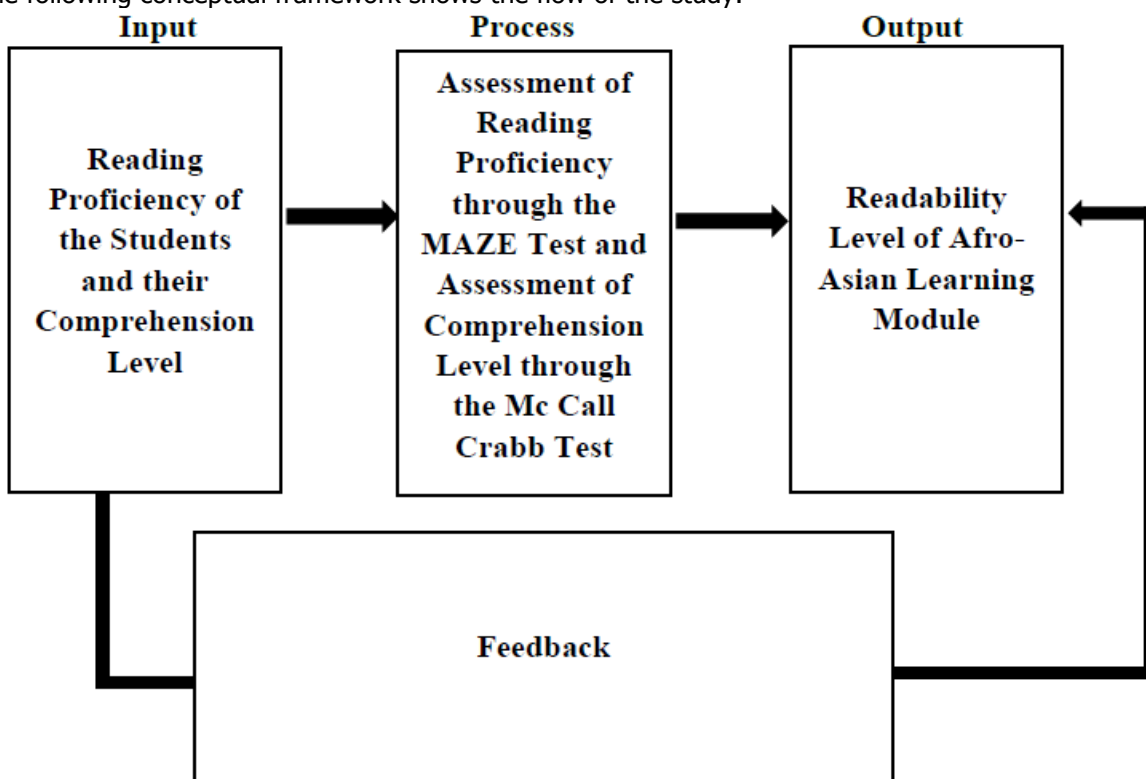 he following conceptual framework shows the flow of the study:
Input
Process
Output
Reading
Proficiency of
the Students
and their
Comprehension
Level
Assessment of
Reading
Proficiency
through the
MAZE Test and
Assessment of
Comprehension
Level through
the Mc Call
Crabb Test
Readability
Level of Afro-
Asian Learning
Module
Feedback